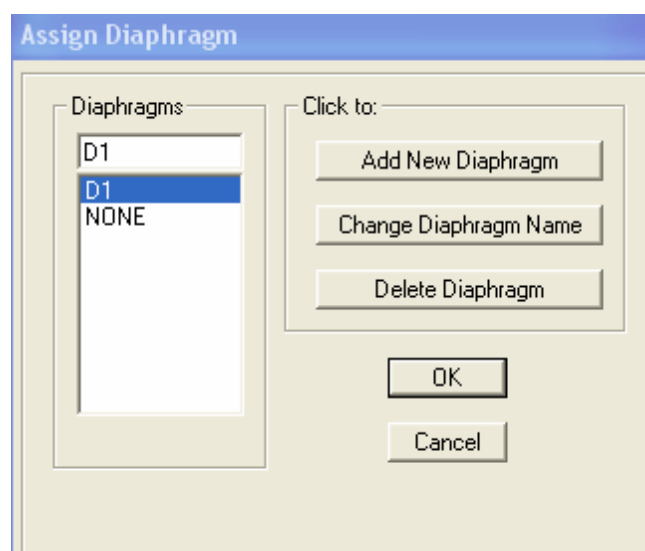 Assign Diaphragm
Diaphragms
D1
D1
NONE
Click to:
Add New Diaphragm
Change Diaphragm Name
Delete Diaphragm
OK
Cancel